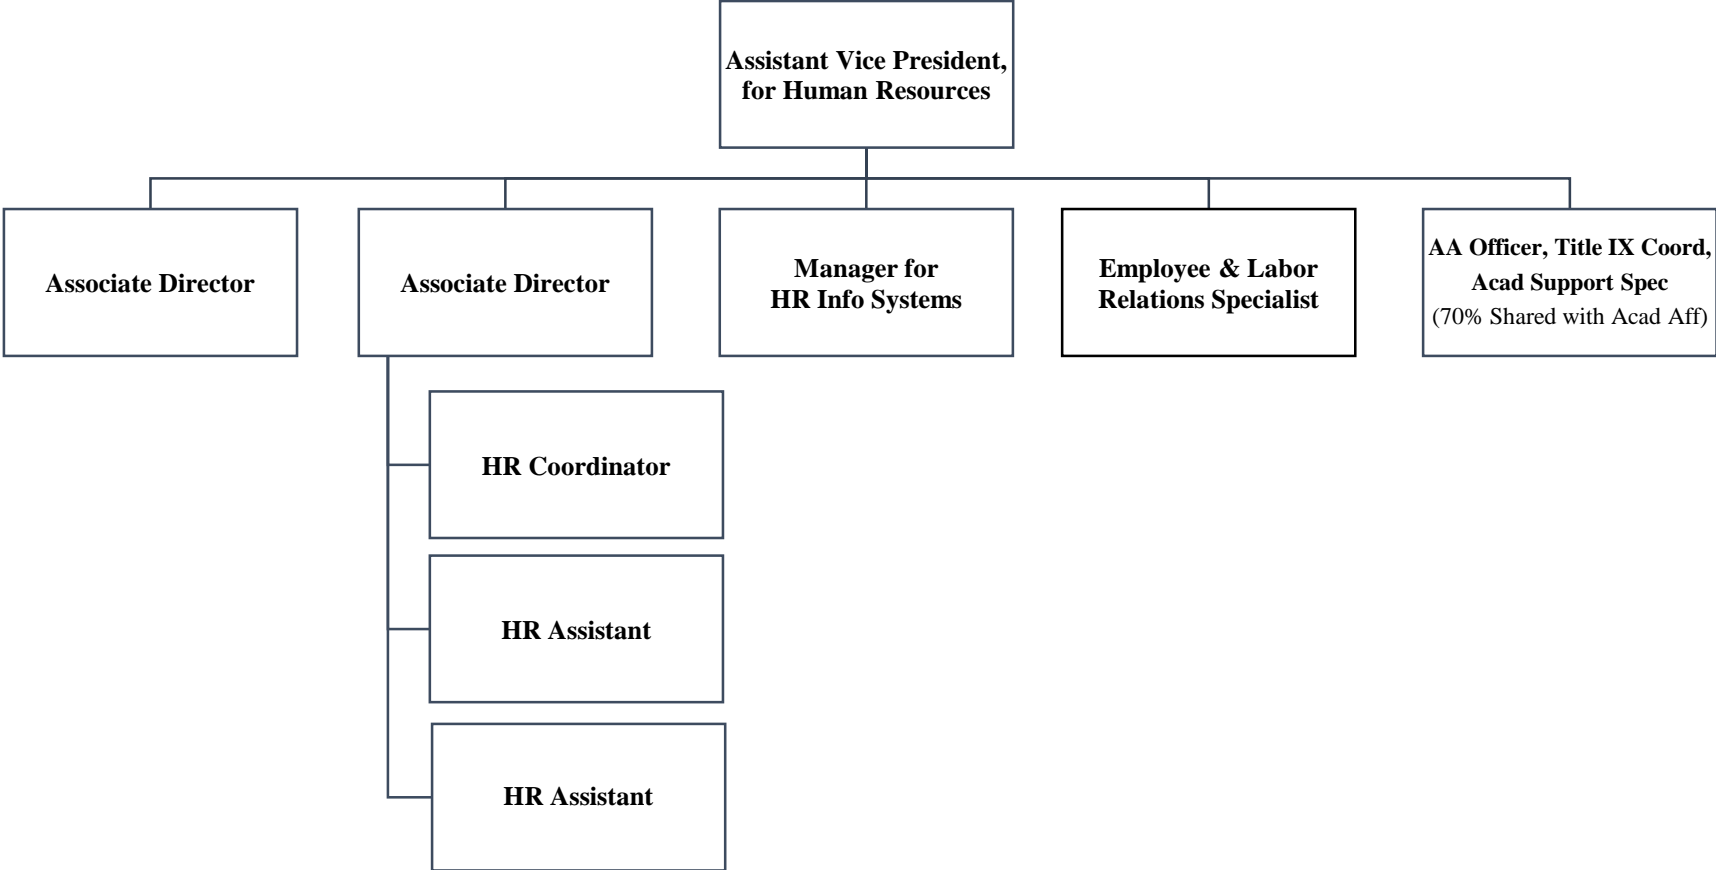 Assistant Vice President,
for Human Resources
Associate Director
Associate Director
Manager for
HR Info Systems
Employee & Labor
Relations Specialist
AA Officer, Title IX Coord,
Acad Support Spec
(70% Shared with Acad Aff)
HR Coordinator
HR Assistant
HR Assistant